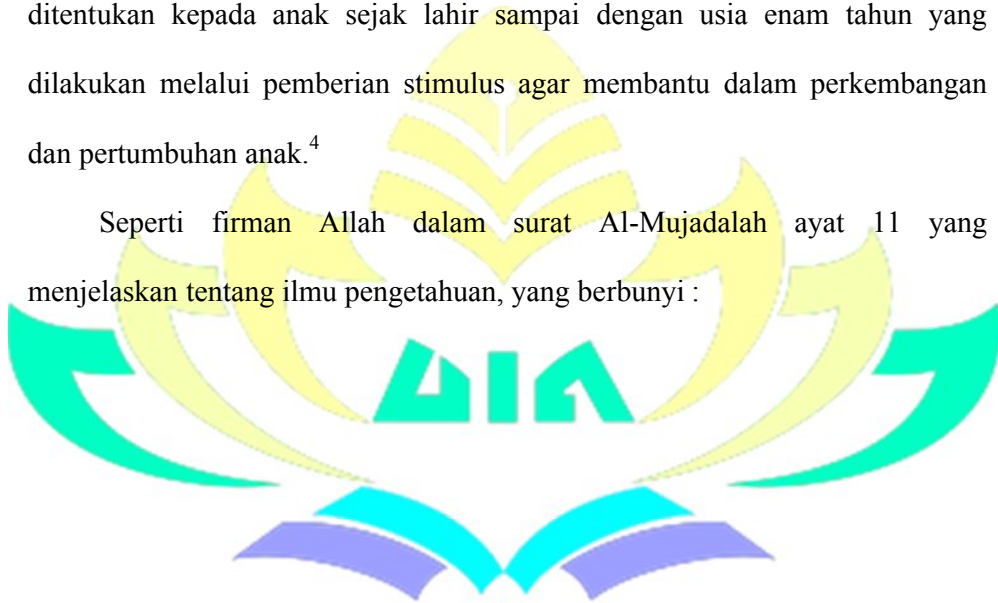 ditentukan kepada anak sejak lahir sampai dengan usia enam tahun yang
dilakukan melalui pemberian stimulus agar membantu dalam perkembangan
dan pertumbuhan anak.4
Seperti firman Allah dalam surat Al-Mujadalah ayat 11 yang
menjelaskan tentang ilmu pengetahuan, yang berbunyi :